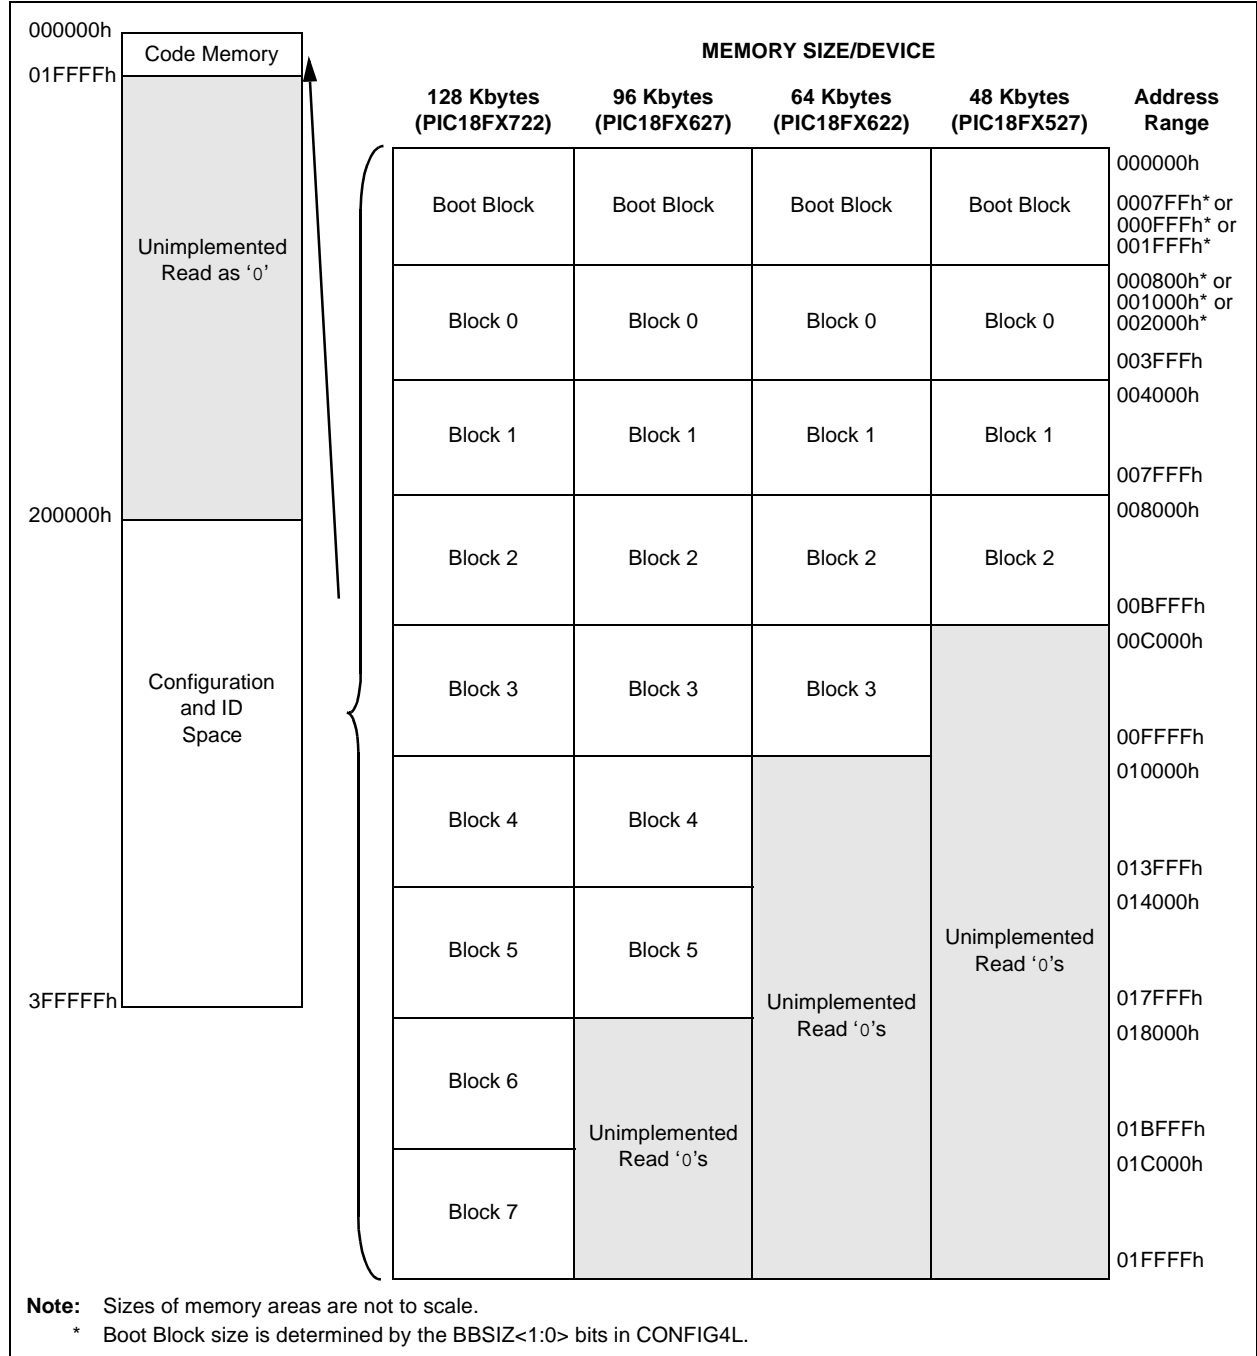 000000h
Code Memory
01FFFFh
Unimplemented
Read as ‘0’
200000h
Configuration
and ID
Space
3FFFFFh
MEMORY SIZE/DEVICE
128 Kbytes
(PIC18FX722)
96 Kbytes
(PIC18FX627)
64 Kbytes
(PIC18FX622)
48 Kbytes
(PIC18FX527)
Address
Range
Boot Block
Boot Block
Boot Block
Boot Block
000000h
0007FFh* or
000FFFh* or
001FFFh*
Block 0
Block 0
Block 0
Block 0
000800h* or
001000h* or
002000h*
003FFFh
Block 1
Block 1
Block 1
Block 1
004000h
007FFFh
Block 2
Block 2
Block 2
Block 2
008000h
00BFFFh
Block 3
Block 3
Block 3
00C000h
00FFFFh
Block 4
Block 4
010000h
013FFFh
Block 5
Block 5
Unimplemented
Read ‘0’s
014000h
017FFFh
Unimplemented
Read ‘0’s
Block 6
018000h
01BFFFh
Unimplemented
Read ‘0’s
Block 7
01C000h
01FFFFh
Note: Sizes of memory areas are not to scale.
* Boot Block size is determined by the BBSIZ<1:0> bits in CONFIG4L.